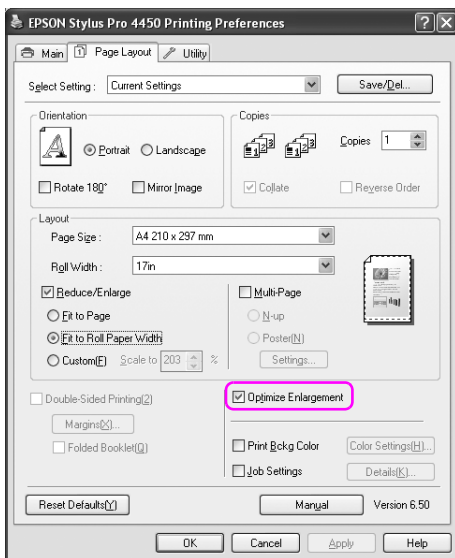 EPSON Stylus Pro 4450 Printing Preferences
Main Page Layout Utility
Select Setting : Current Settings Save/Del...
Orientation
A Portrait Landscape
Rotate 180° Mirror Image
Copies
Copies 1
Collate Reverse Order
Layout
Page Size : A4 210 x 297 mm
Roll Width : 17in
Reduce/Enlarge
Fit to Page
Fit to Roll Paper Width
Custom(F) Scale to 203 %
Multi-Page
N-up
Poster(N)
Settings...
Double-Sided Printing(2)
Margins(X)...
Folded Booklet(Q)
Optimize Enlargement
Print Bckg Color Color Settings(H)...
Job Settings Details(K)...
Reset Defaults(Y) Manual Version 6.50
OK Cancel Apply Help